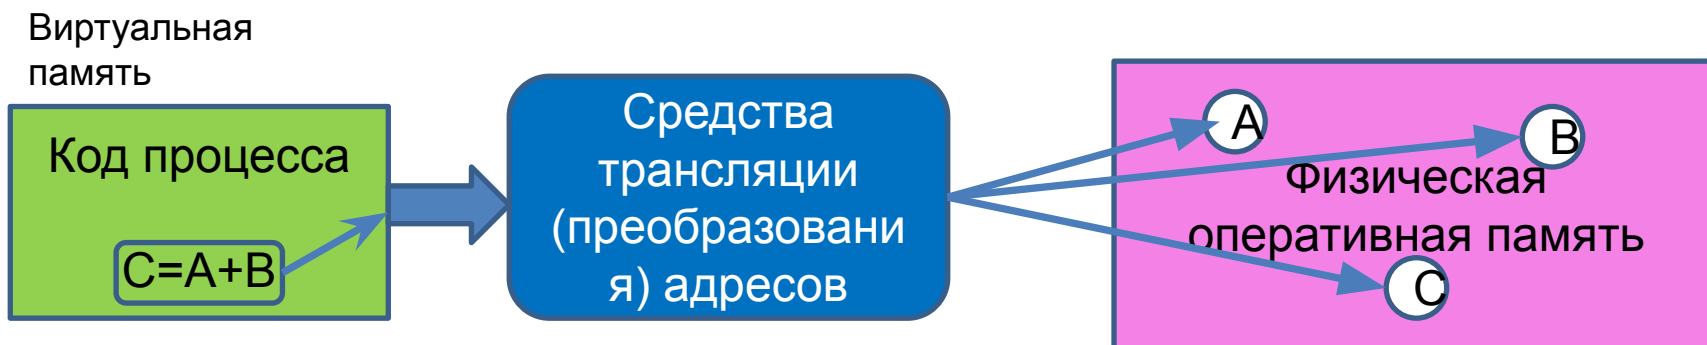 Виртуальная
память
Код процесса
C=A+B
Средства
трансляции
(преобразовани
я) адресов
A
B
Физическая
оперативная память
C